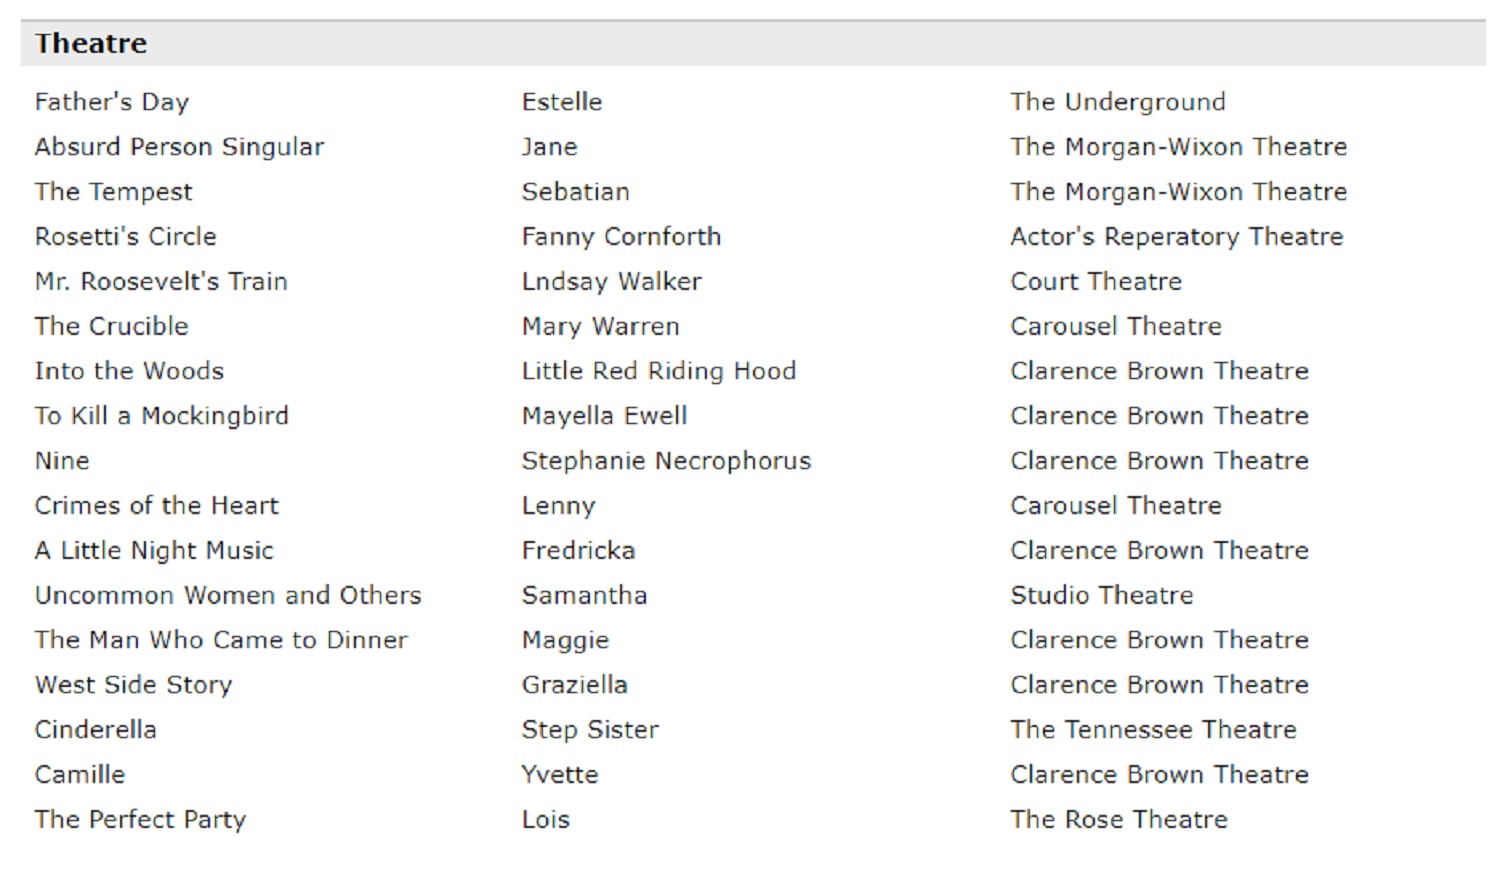 Theatre
Father's Day Estelle The Underground
Absurd Person Singular Jane The Morgan-Wixon Theatre
The Tempest Sebatian The Morgan-Wixon Theatre
Rosetti's Circle Fanny Cornforth Actor's Reperatory Theatre
Mr. Roosevelt's Train Lndsay Walker Court Theatre
The Crucible Mary Warren Carousel Theatre
Into the Woods Little Red Riding Hood Clarence Brown Theatre
To Kill a Mockingbird Mayella Ewell Clarence Brown Theatre
Nine Stephanie Necrophorus Clarence Brown Theatre
Crimes of the Heart Lenny Carousel Theatre
A Little Night Music Fredricka Clarence Brown Theatre
Uncommon Women and Others Samantha Studio Theatre
The Man Who Came to Dinner Maggie Clarence Brown Theatre
West Side Story Graziella Clarence Brown Theatre
Cinderella Step Sister The Tennessee Theatre
Camille Yvette Clarence Brown Theatre
The Perfect Party Lois The Rose Theatre